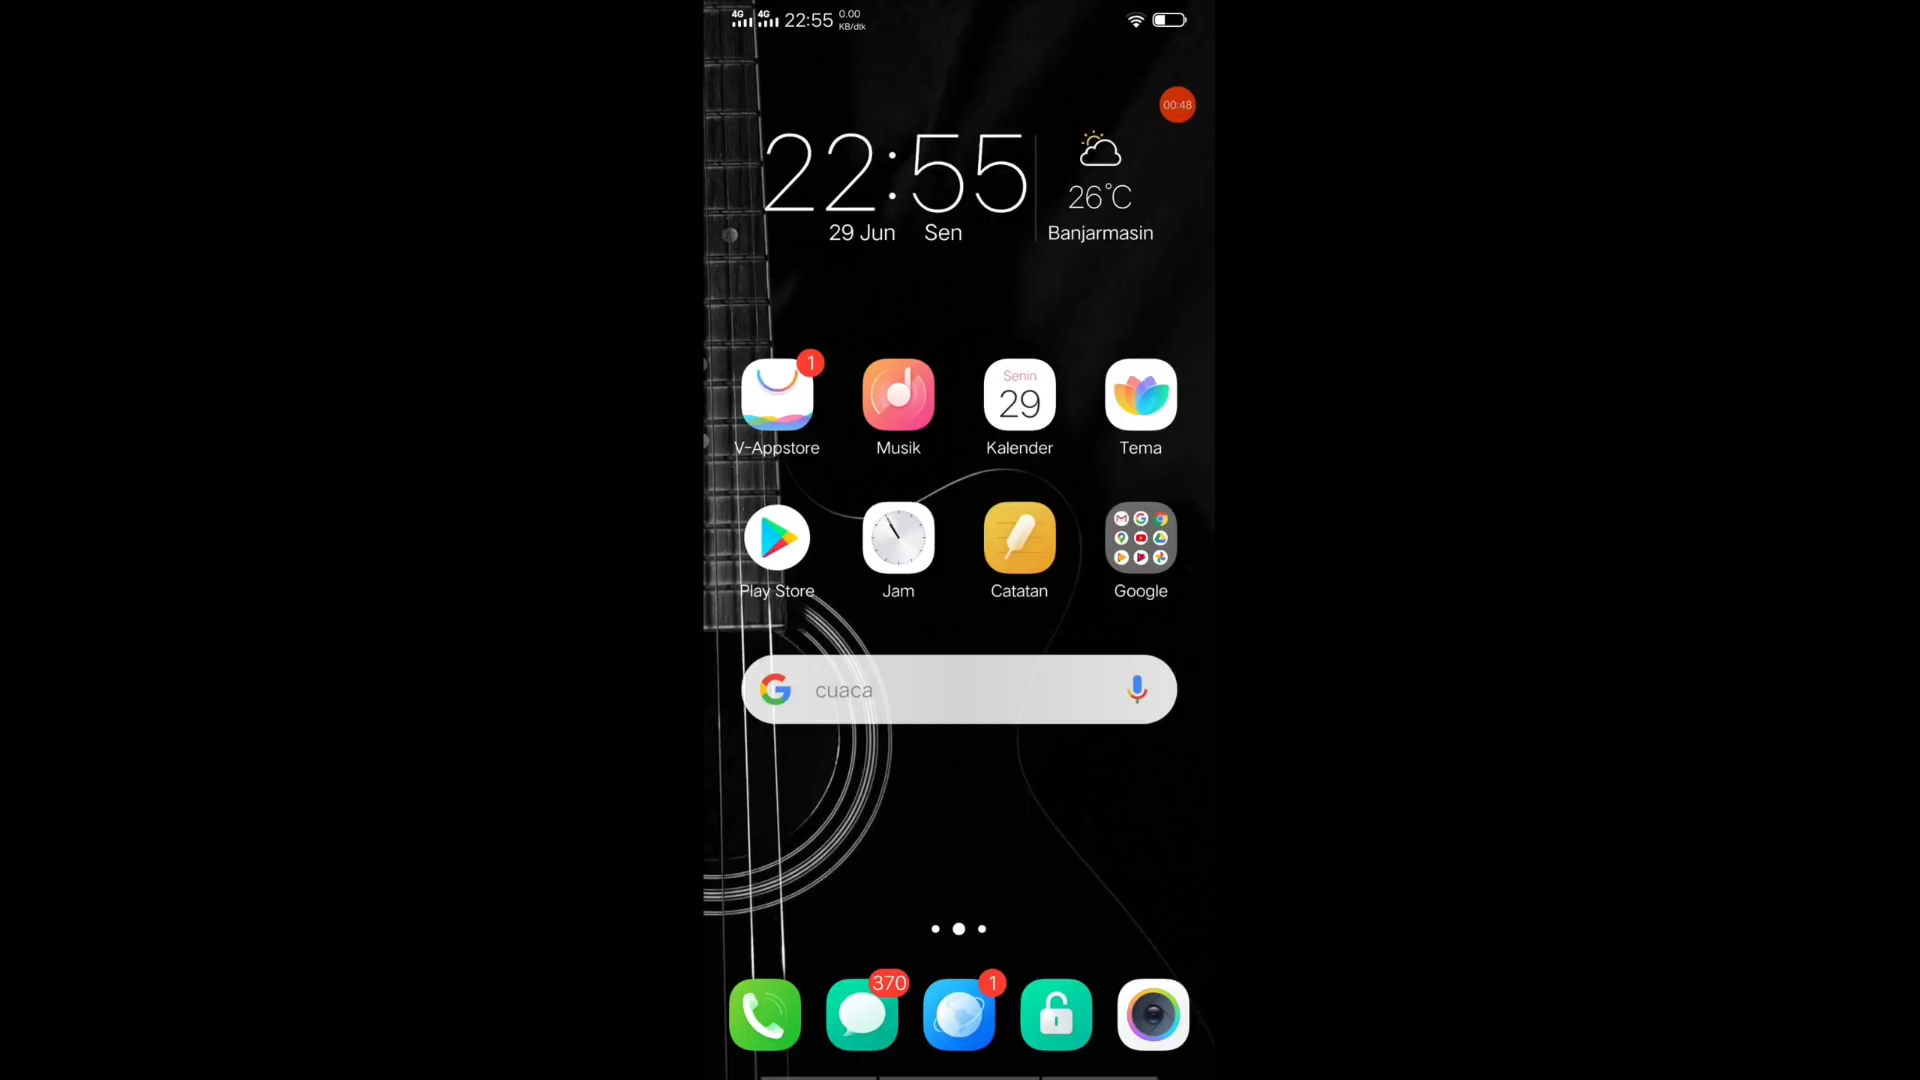 4G 4G 22:55 0.00
KB/dtk
00:48
22:55
29 Jun Sen
26°C
Banjarmasin
1
Senin
29
V-Appstore Musik Kalender Tema
Play Store Jam Catatan Google
cuaca
370 1